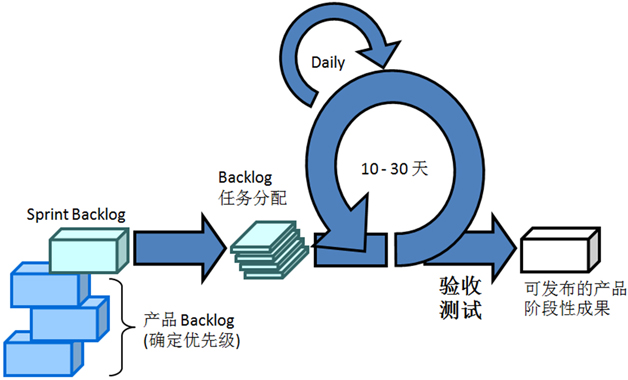 Daily
10 - 30 天
Backlog
任务分配
Sprint Backlog
验收
测试
可发布的产品
阶段性成果
产品 Backlog
(确定优先级)